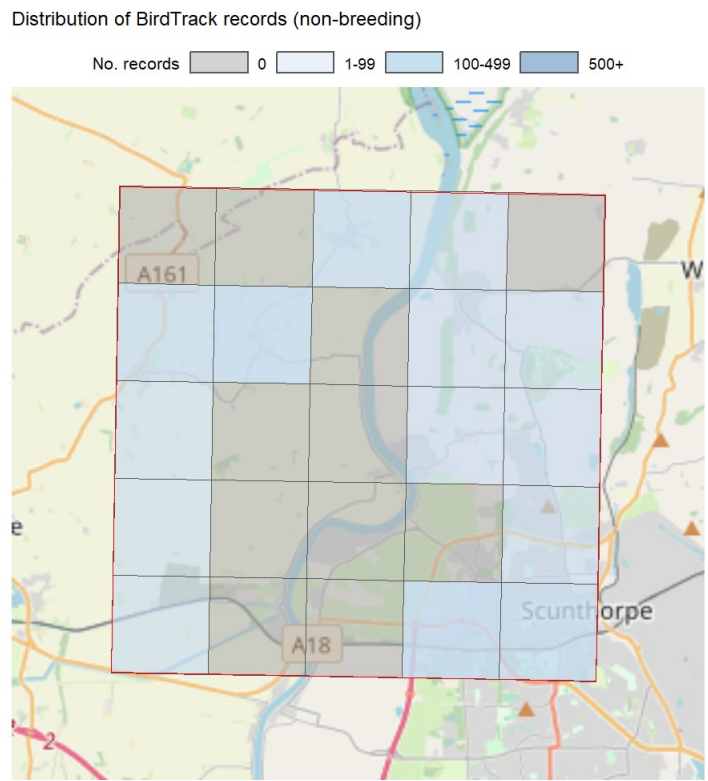 Distribution of BirdTrack records (non-breeding)
No. records 0 1-99 100-499 500+
A161
W
e
Scunthorpe
A18
2